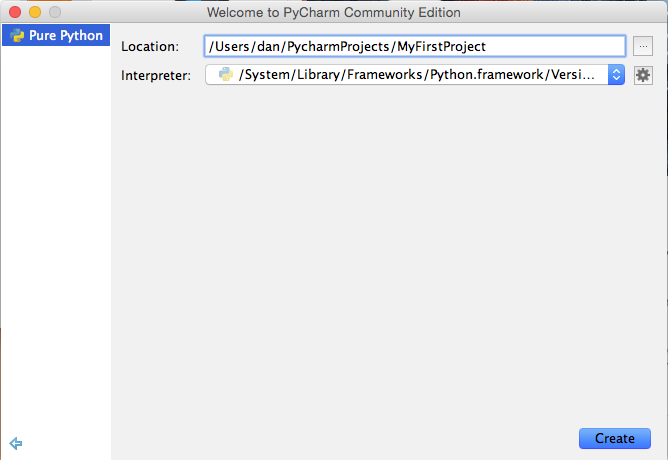 Welcome to PyCharm Community Edition
Pure Python
Location: /Users/dan/PycharmProjects/MyFirstProject ...
Interpreter: /System/Library/Frameworks/Python.framework/Versi...
Create